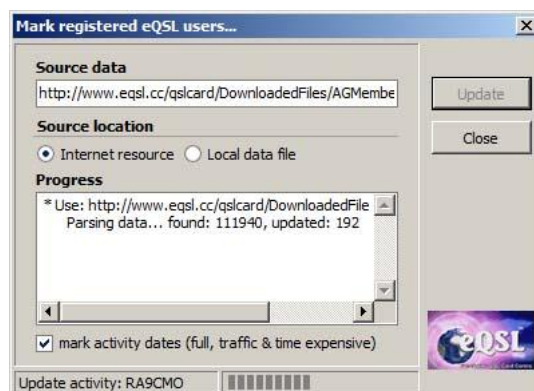 Mark registered eQSL users...
Source data
http://www.eqsl.cc/qslcard/DownloadedFiles/AGMembe
Update
Source location
Close
Internet resource
Local data file
Progress
* Use: http://www.eqsl.cc/qslcard/DownloadedFile
Parsing data... found: 111940, updated: 192
mark activity dates (full, traffic & time expensive)
eQSL
Update activity: RA9CMO